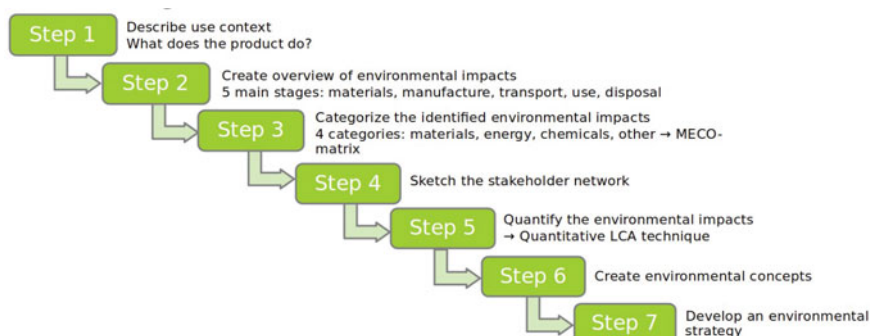 Step 1
Describe use context
What does the product do?
Step 2
Create overview of environmental impacts
5 main stages: materials, manufacture, transport, use, disposal
Step 3
Categorize the identified environmental impacts
4 categories: materials, energy, chemicals, other → MECO-
matrix
Step 4
Sketch the stakeholder network
Step 5
Quantify the environmental impacts
→ Quantitative LCA technique
Step 6
Create environmental concepts
Step 7
Develop an environmental
strategy